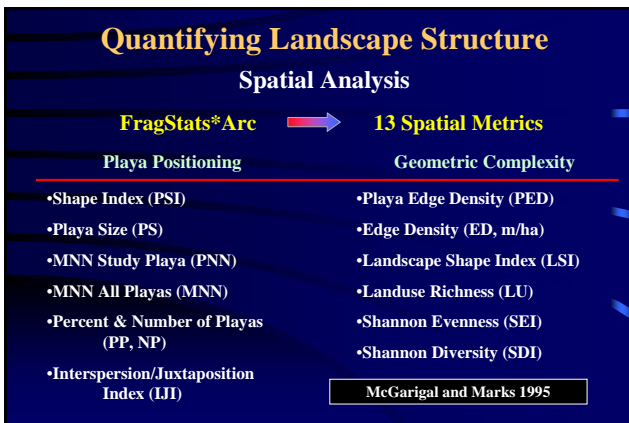 Quantifying Landscape Structure
Spatial Analysis
FragStats*Arc
13 Spatial Metrics
Playa Positioning
•Shape Index (PSI)
•Playa Size (PS)
•MNN Study Playa (PNN)
•MNN All Playas (MNN)
•Percent & Number of Playas
(PP, NP)
•Interspersion/Juxtaposition
Index (IJI)
Geometric Complexity
•Playa Edge Density (PED)
•Edge Density (ED, m/ha)
•Landscape Shape Index (LSI)
•Landuse Richness (LU)
•Shannon Evenness (SEI)
•Shannon Diversity (SDI)
McGarigal and Marks 1995